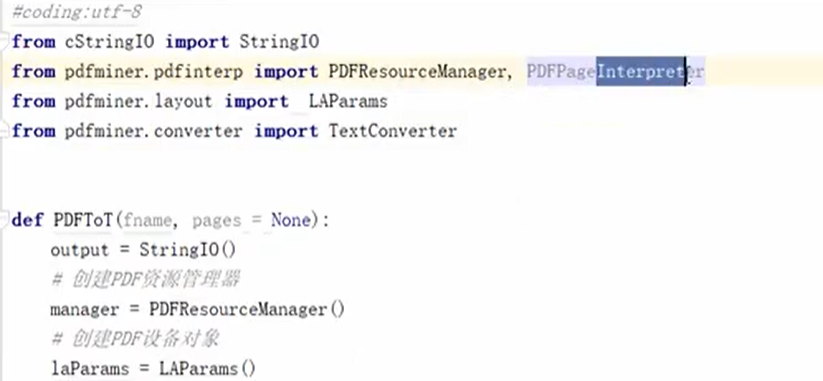 #coding:utf-8
from cStringIO import StringIO
from pdfminer.pdfinterp import PDFResourceManager, PDFPageInterpreter
from pdfminer.layout import  LAParams
from pdfminer.converter import TextConverter
def PDFToT(fname, pages = None):
output = StringIO()
# 创建PDF资源管理器
manager = PDFResourceManager()
# 创建PDF设备对象
laParams = LAParams()